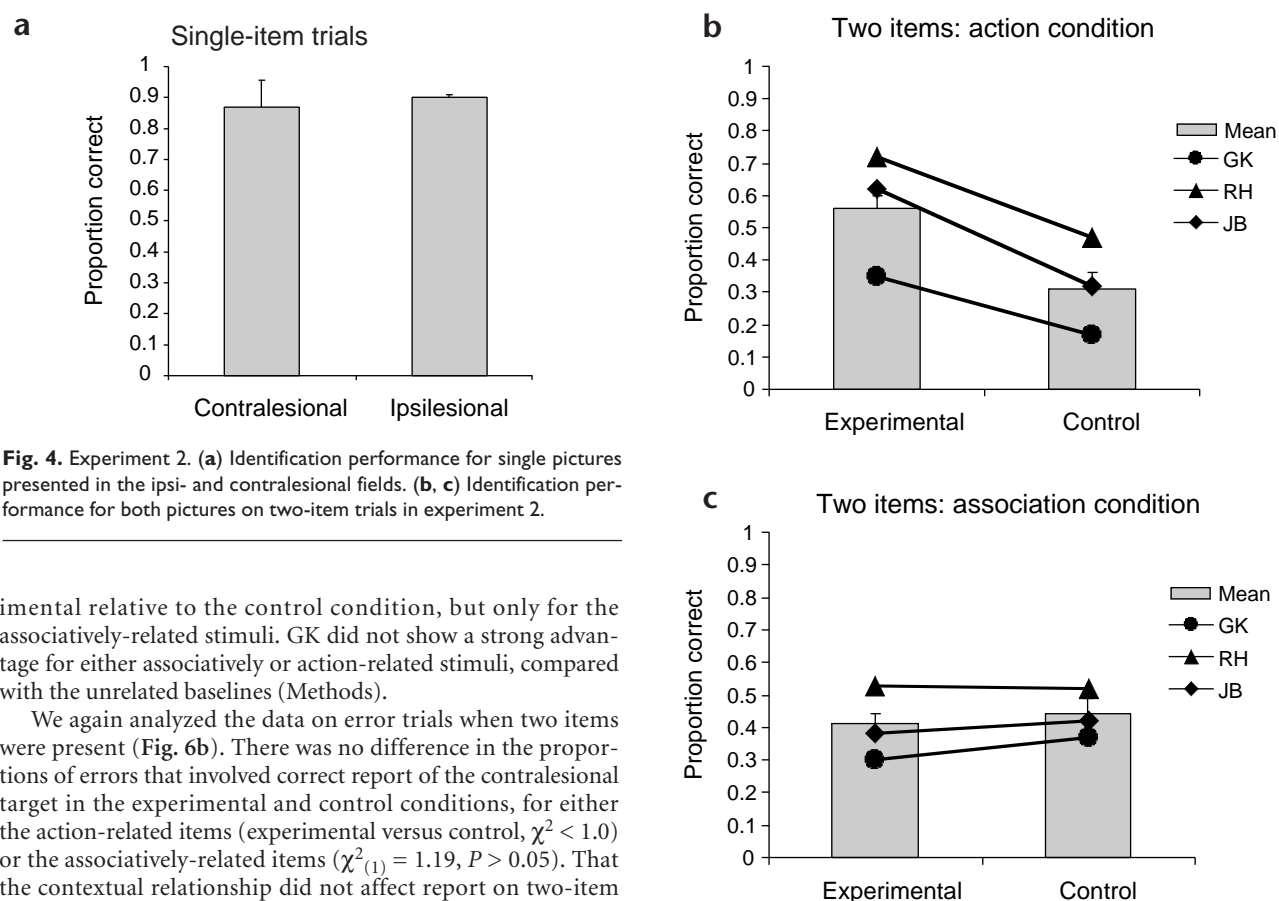 a
Single-item trials
1
0.9
0.8
0.7
0.6
0.5
0.4
0.3
0.2
0.1
0
Proportion correct
Contralesional Ipsilesional
Fig. 4. Experiment 2. (a) Identification performance for single pictures
presented in the ipsi- and contralesional fields. (b, c) Identification per-
formance for both pictures on two-item trials in experiment 2.
imental relative to the control condition, but only for the
associatively-related stimuli. GK did not show a strong advan-
tage for either associatively or action-related stimuli, compared
with the unrelated baselines (Methods).
We again analyzed the data on error trials when two items
were present (Fig. 6b). There was no difference in the propor-
tions of errors that involved correct report of the contralesional
target in the experimental and control conditions, for either
the action-related items (experimental versus control, χ² < 1.0)
or the associatively-related items (χ²(1) = 1.19, P > 0.05). That
the contextual relationship did not affect report on two-item
b
Two items: action condition
1
0.9
0.8
0.7
0.6
0.5
0.4
0.3
0.2
0.1
0
Proportion correct
Experimental Control
Mean
GK
RH
JB
c
Two items: association condition
1
0.9
0.8
0.7
0.6
0.5
0.4
0.3
0.2
0.1
0
Proportion correct
Experimental Control
Mean
GK
RH
JB